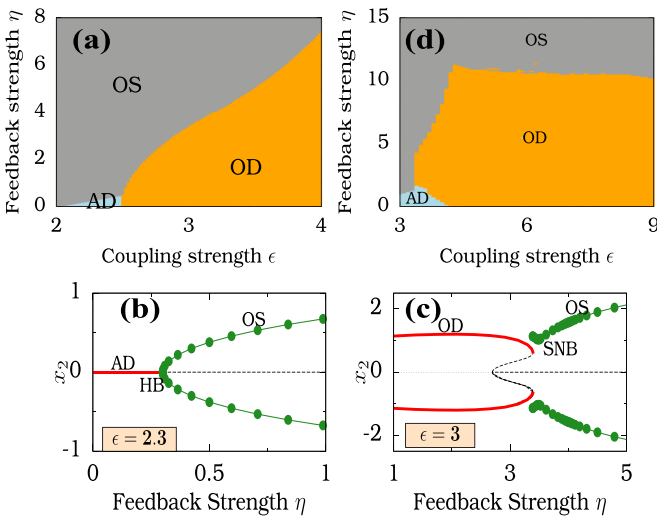 8
6
4
2
0
Feedback strength η
(a)
OS
OD
AD
2
3
4
Coupling strength ϵ
15
10
5
0
Feedback strength η
(d)
OS
OD
AD
3
6
9
Coupling strength ϵ
1
0
-1
x₂
(b)
OS
AD
HB
ϵ = 2.3
0
0.5
1
Feedback Strength η
2
0
-2
x₂
(c)
OD
OS
SNB
ϵ = 3
1
3
5
Feedback Strength η